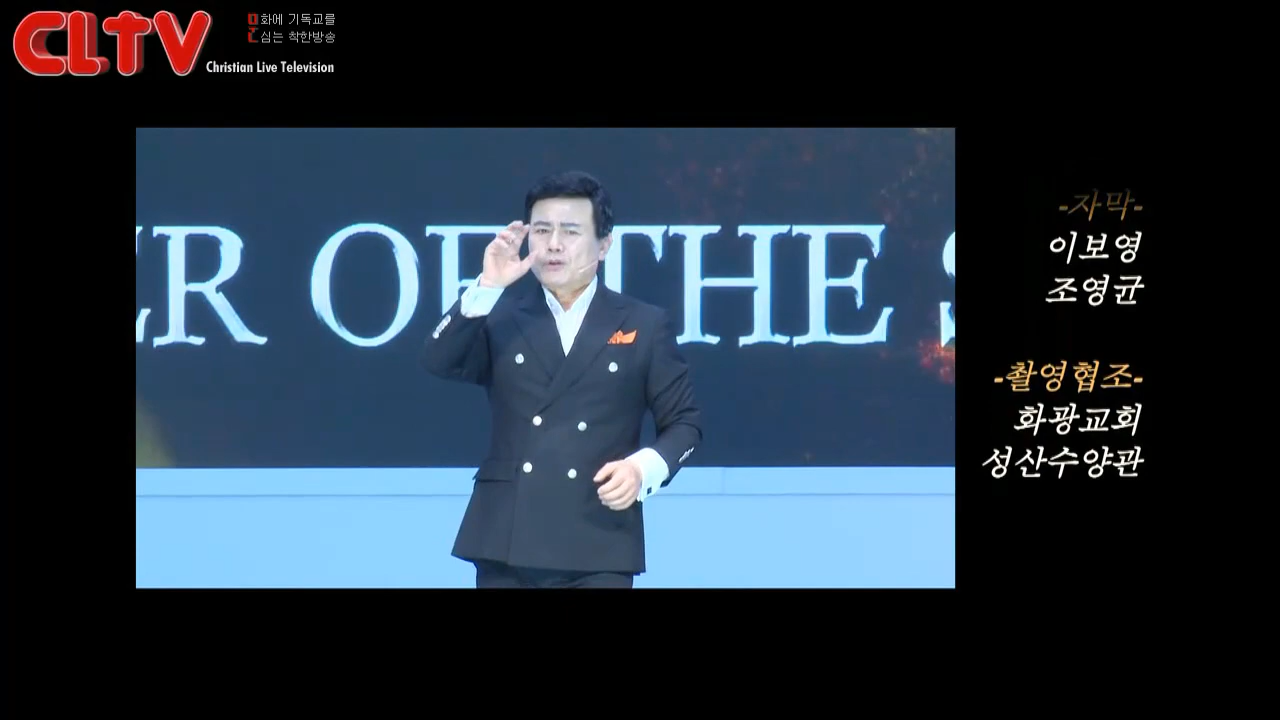 CLTV
문화에 기독교를
심는 착한방송
Christian Live Television
ER OF THE S
-자막-
이보영
조영균
-촬영협조-
화광교회
성산수양관